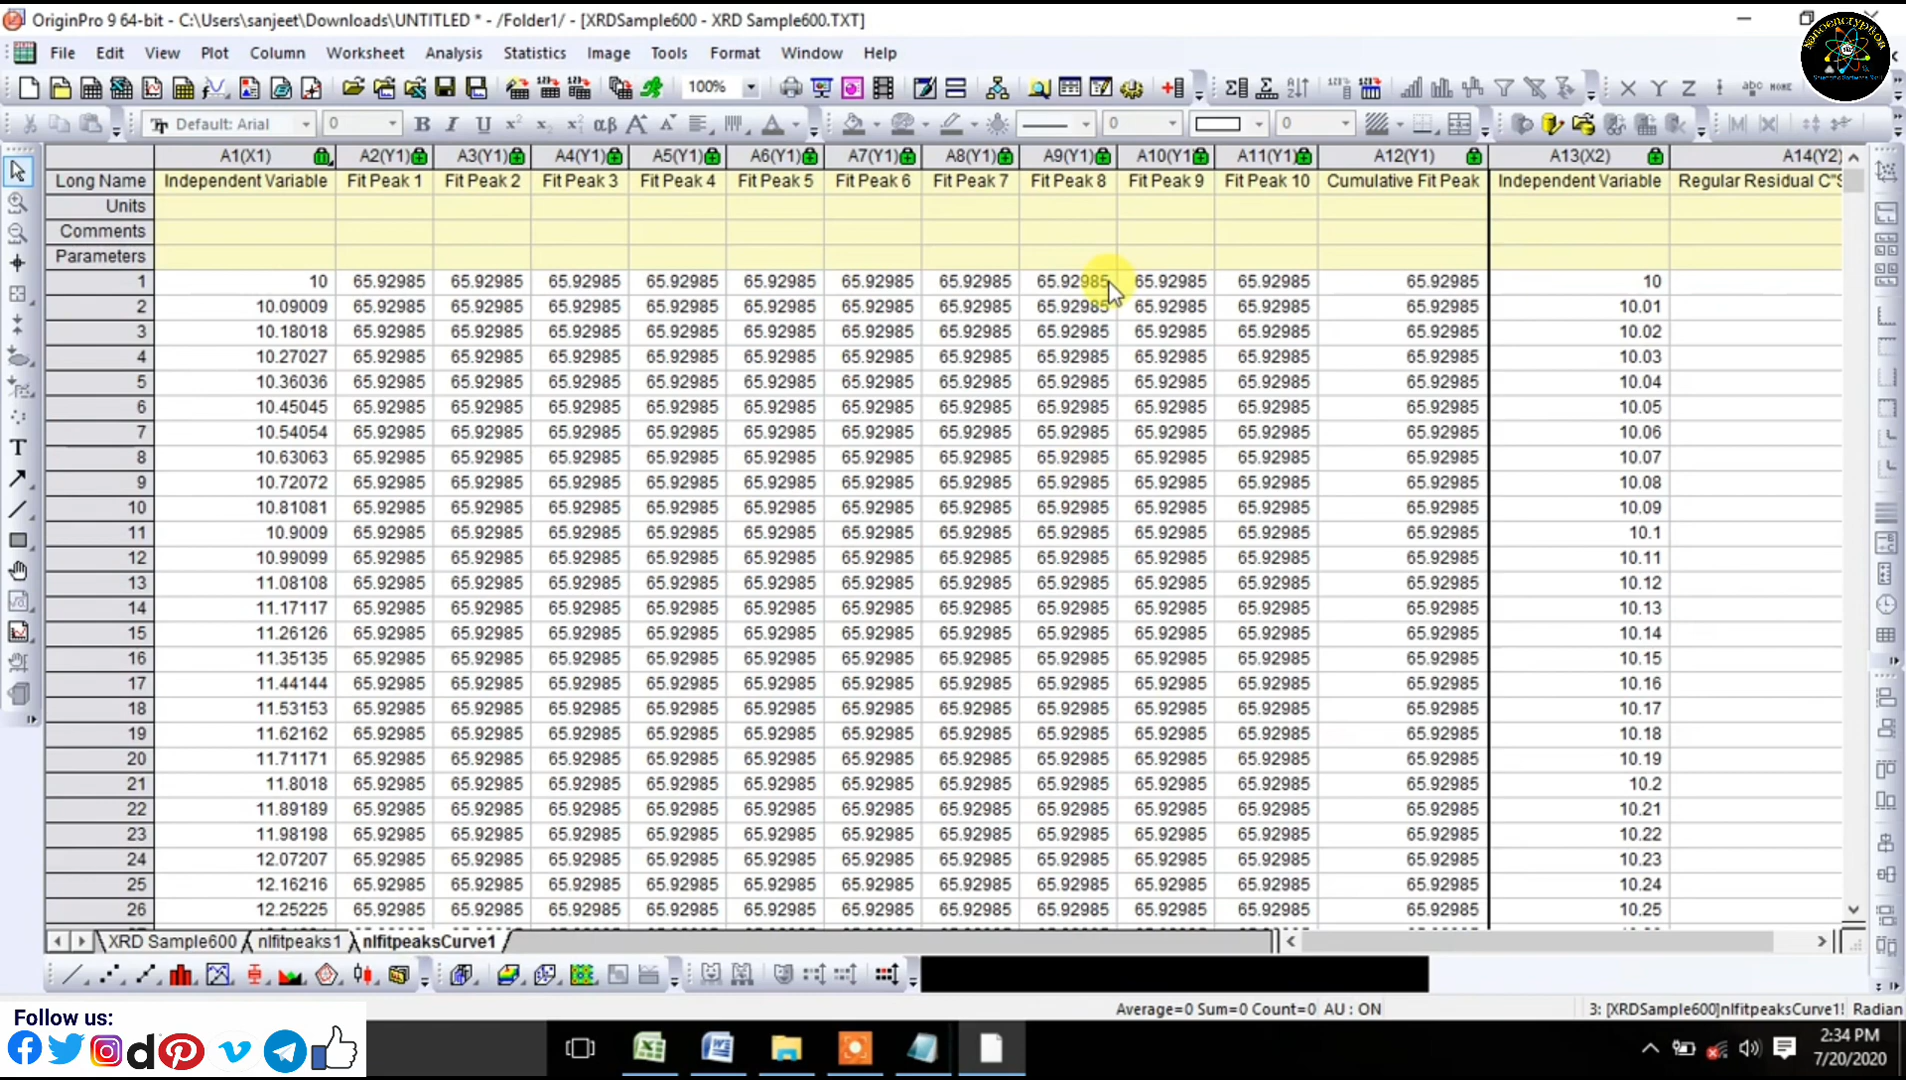 OriginPro 9 64-bit - C:\Users\sanjeet\Downloads\UNTITLED * - /Folder1/ - [XRDSample600 - XRD Sample600.TXT]
File Edit View Plot Column Worksheet Analysis Statistics Image Tools Format Window Help
100%
Default: Arial 0 B I U 0 0
A1(X1) A2(Y1) A3(Y1) A4(Y1) A5(Y1) A6(Y1) A7(Y1) A8(Y1) A9(Y1) A10(Y1) A11(Y1) A12(Y1) A13(X2) A14(Y2)
Long Name Independent Variable Fit Peak 1 Fit Peak 2 Fit Peak 3 Fit Peak 4 Fit Peak 5 Fit Peak 6 Fit Peak 7 Fit Peak 8 Fit Peak 9 Fit Peak 10 Cumulative Fit Peak Independent Variable Regular Residual C"S
Units
Comments
Parameters
1 10 65.92985 65.92985 65.92985 65.92985 65.92985 65.92985 65.92985 65.92985 65.92985 65.92985 65.92985 10
2 10.09009 65.92985 65.92985 65.92985 65.92985 65.92985 65.92985 65.92985 65.92985 65.92985 65.92985 65.92985 10.01
3 10.18018 65.92985 65.92985 65.92985 65.92985 65.92985 65.92985 65.92985 65.92985 65.92985 65.92985 65.92985 10.02
4 10.27027 65.92985 65.92985 65.92985 65.92985 65.92985 65.92985 65.92985 65.92985 65.92985 65.92985 65.92985 10.03
5 10.36036 65.92985 65.92985 65.92985 65.92985 65.92985 65.92985 65.92985 65.92985 65.92985 65.92985 65.92985 10.04
6 10.45045 65.92985 65.92985 65.92985 65.92985 65.92985 65.92985 65.92985 65.92985 65.92985 65.92985 65.92985 10.05
7 10.54054 65.92985 65.92985 65.92985 65.92985 65.92985 65.92985 65.92985 65.92985 65.92985 65.92985 65.92985 10.06
8 10.63063 65.92985 65.92985 65.92985 65.92985 65.92985 65.92985 65.92985 65.92985 65.92985 65.92985 65.92985 10.07
9 10.72072 65.92985 65.92985 65.92985 65.92985 65.92985 65.92985 65.92985 65.92985 65.92985 65.92985 65.92985 10.08
10 10.81081 65.92985 65.92985 65.92985 65.92985 65.92985 65.92985 65.92985 65.92985 65.92985 65.92985 65.92985 10.09
11 10.9009 65.92985 65.92985 65.92985 65.92985 65.92985 65.92985 65.92985 65.92985 65.92985 65.92985 65.92985 10.1
12 10.99099 65.92985 65.92985 65.92985 65.92985 65.92985 65.92985 65.92985 65.92985 65.92985 65.92985 65.92985 10.11
13 11.08108 65.92985 65.92985 65.92985 65.92985 65.92985 65.92985 65.92985 65.92985 65.92985 65.92985 65.92985 10.12
14 11.17117 65.92985 65.92985 65.92985 65.92985 65.92985 65.92985 65.92985 65.92985 65.92985 65.92985 65.92985 10.13
15 11.26126 65.92985 65.92985 65.92985 65.92985 65.92985 65.92985 65.92985 65.92985 65.92985 65.92985 65.92985 10.14
16 11.35135 65.92985 65.92985 65.92985 65.92985 65.92985 65.92985 65.92985 65.92985 65.92985 65.92985 65.92985 10.15
17 11.44144 65.92985 65.92985 65.92985 65.92985 65.92985 65.92985 65.92985 65.92985 65.92985 65.92985 65.92985 10.16
18 11.53153 65.92985 65.92985 65.92985 65.92985 65.92985 65.92985 65.92985 65.92985 65.92985 65.92985 65.92985 10.17
19 11.62162 65.92985 65.92985 65.92985 65.92985 65.92985 65.92985 65.92985 65.92985 65.92985 65.92985 65.92985 10.18
20 11.71171 65.92985 65.92985 65.92985 65.92985 65.92985 65.92985 65.92985 65.92985 65.92985 65.92985 65.92985 10.19
21 11.8018 65.92985 65.92985 65.92985 65.92985 65.92985 65.92985 65.92985 65.92985 65.92985 65.92985 65.92985 10.2
22 11.89189 65.92985 65.92985 65.92985 65.92985 65.92985 65.92985 65.92985 65.92985 65.92985 65.92985 65.92985 10.21
23 11.98198 65.92985 65.92985 65.92985 65.92985 65.92985 65.92985 65.92985 65.92985 65.92985 65.92985 65.92985 10.22
24 12.07207 65.92985 65.92985 65.92985 65.92985 65.92985 65.92985 65.92985 65.92985 65.92985 65.92985 65.92985 10.23
25 12.16216 65.92985 65.92985 65.92985 65.92985 65.92985 65.92985 65.92985 65.92985 65.92985 65.92985 65.92985 10.24
26 12.25225 65.92985 65.92985 65.92985 65.92985 65.92985 65.92985 65.92985 65.92985 65.92985 65.92985 65.92985 10.25
XRD Sample600 nlfitpeaks1 nlfitpeaksCurve1
Average=0 Sum=0 Count=0 AU : ON 3: [XRDSample600]nlfitpeaksCurve1! Radian
Follow us:
2:34 PM
7/20/2020